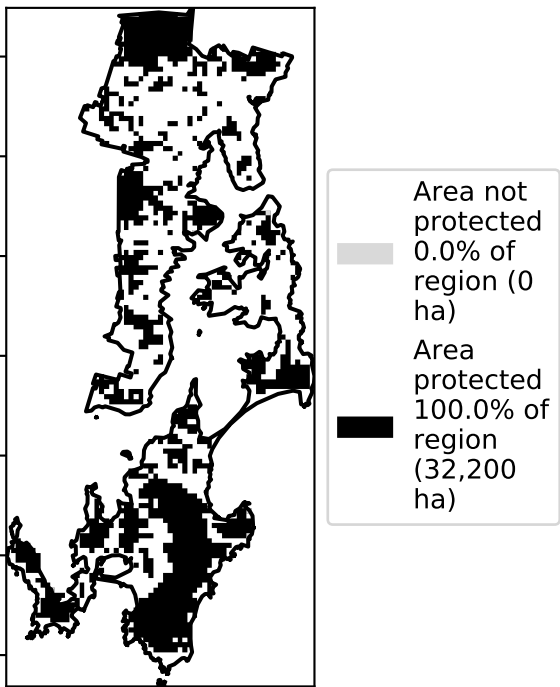 Area not
protected
0.0% of
region (0
ha)
Area
protected
100.0% of
region
(32,200
ha)